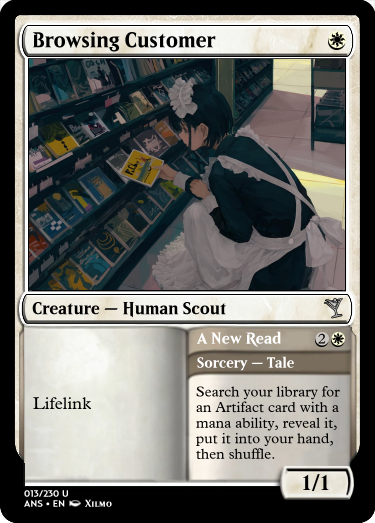 Browsing Customer
Creature — Human Scout
Lifelink
A New Read 2
Sorcery — Tale
Search your library for
an Artifact card with a
mana ability, reveal it,
put it into your hand,
then shuffle.
1/1
013/230 U
ANS • EN Xilmo